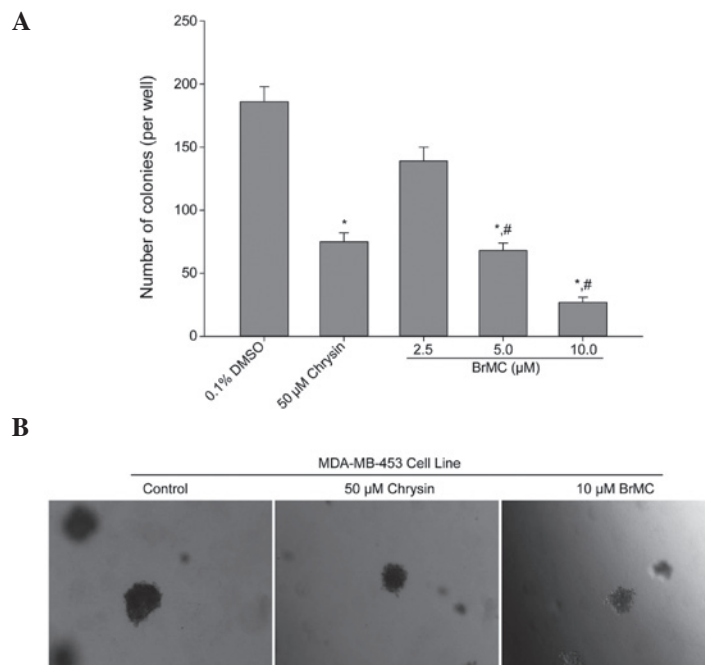 A
250
200
150
100
50
0
Number of colonies (per well)
*
*,#
*,#
0.1% DMSO
50 µM Chrysin
2.5
5.0
10.0
BrMC (µM)
B
MDA-MB-453 Cell Line
Control
50 µM Chrysin
10 µM BrMC